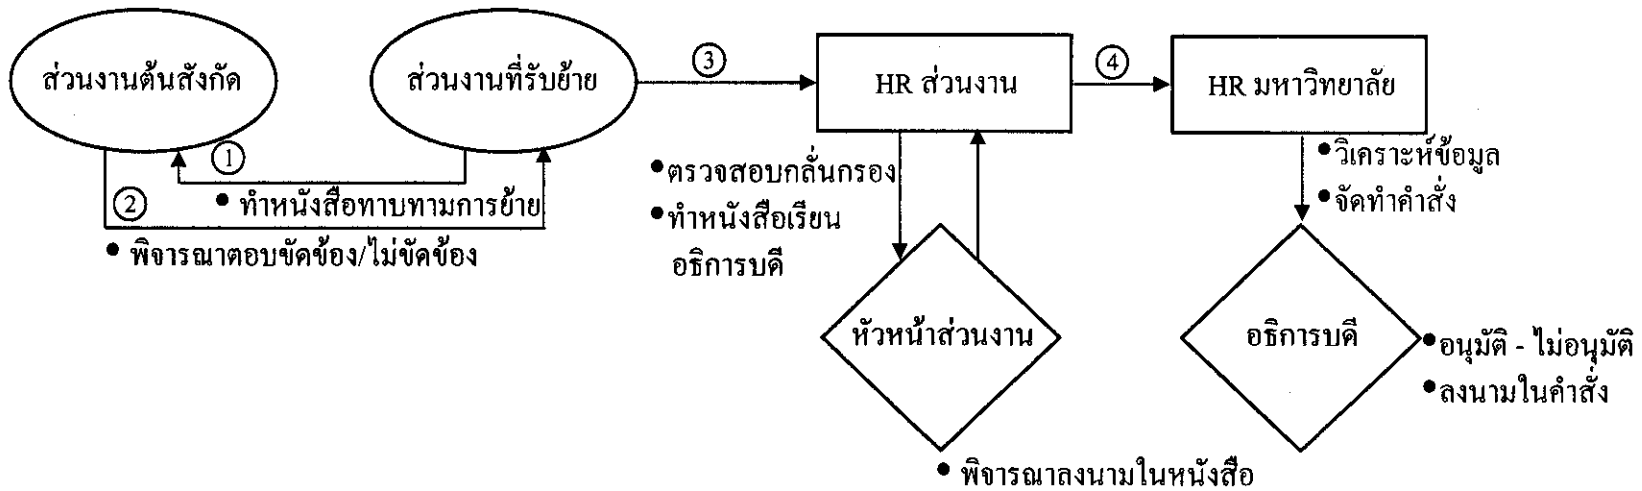 ส่วนงานต้นสังกัด
ส่วนงานที่รับย้าย
3
HR ส่วนงาน
4
HR มหาวิทยาลัย
1
• ทำหนังสือทาบทามการย้าย
2
• พิจารณาตอบขัดข้อง/ไม่ขัดข้อง
• ตรวจสอบกลั่นกรอง
• ทำหนังสือเรียน
อธิการบดี
• วิเคราะห์ข้อมูล
• จัดทำคำสั่ง
หัวหน้าส่วนงาน
• พิจารณาลงนามในหนังสือ
อธิการบดี
• อนุมัติ - ไม่อนุมัติ
• ลงนามในคำสั่ง